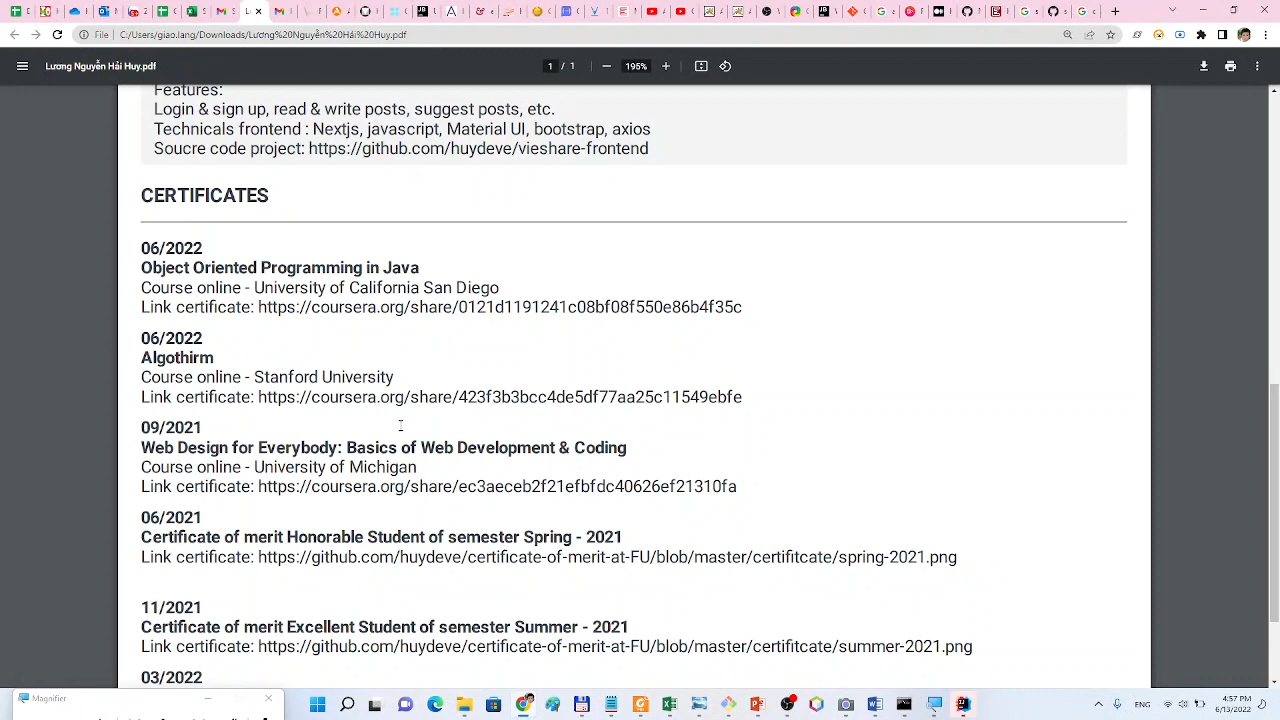 File
C:/Users/giao.lang/Downloads/Lương%20Nguyễn%20Hải%20Huy.pdf
Lương Nguyễn Hải Huy.pdf
1 / 1
195%
Features:
Login & sign up, read & write posts, suggest posts, etc.
Technicals frontend : Nextjs, javascript, Material UI, bootstrap, axios
Soucre code project: https://github.com/huydeve/vieshare-frontend
CERTIFICATES
06/2022
Object Oriented Programming in Java
Course online - University of California San Diego
Link certificate: https://coursera.org/share/0121d1191241c08bf08f550e86b4f35c
06/2022
Algothirm
Course online - Stanford University
Link certificate: https://coursera.org/share/423f3b3bcc4de5df77aa25c11549ebfe
09/2021
Web Design for Everybody: Basics of Web Development & Coding
Course online - University of Michigan
Link certificate: https://coursera.org/share/ec3aeceb2f21efbfdc40626ef21310fa
06/2021
Certificate of merit Honorable Student of semester Spring - 2021
Link certificate: https://github.com/huydeve/certificate-of-merit-at-FU/blob/master/certifitcate/spring-2021.png
11/2021
Certificate of merit Excellent Student of semester Summer - 2021
Link certificate: https://github.com/huydeve/certificate-of-merit-at-FU/blob/master/certifitcate/summer-2021.png
03/2022
Magnifier
ENG
4:57 PM
6/13/2022